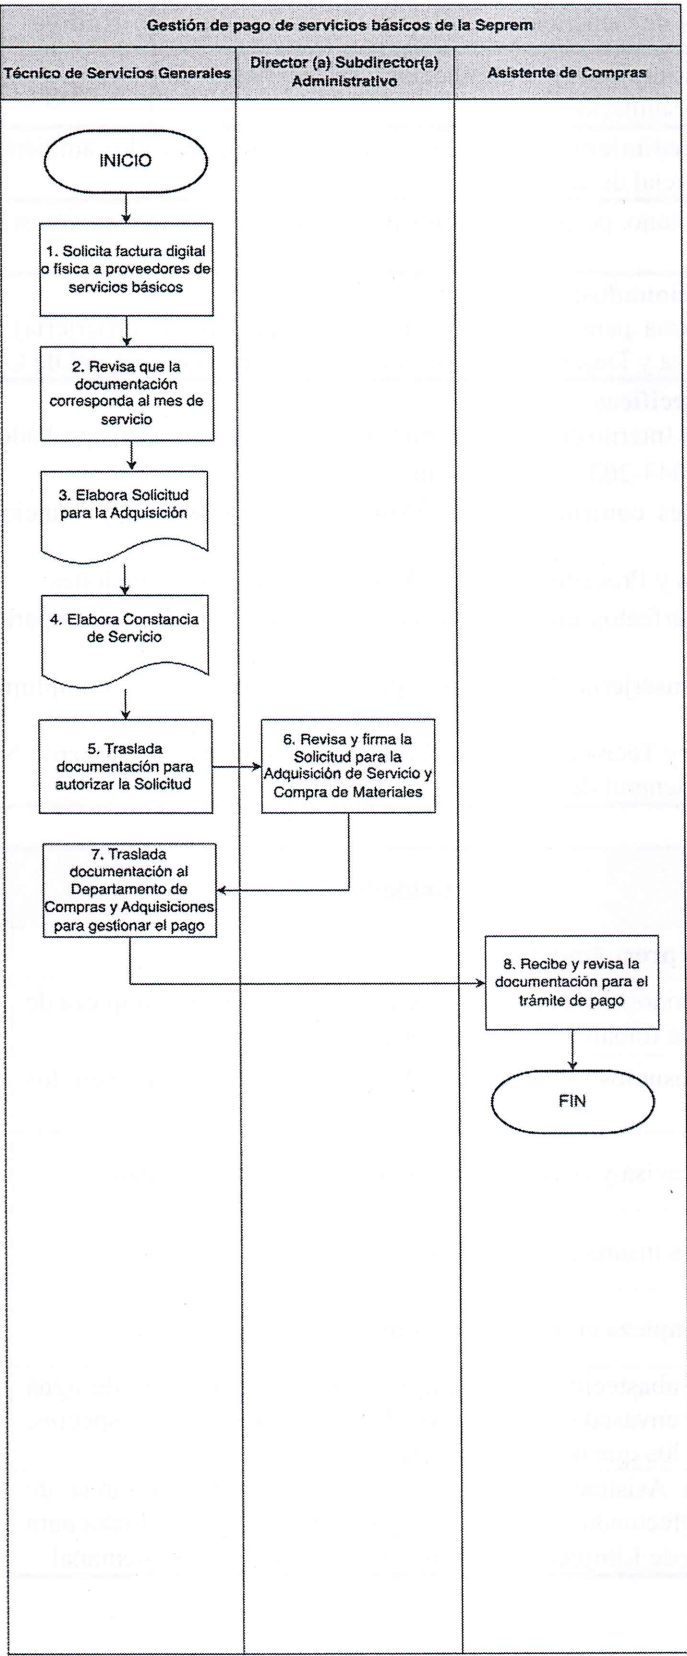 Gestión de pago de servicios básicos de la Seprem
Técnico de Servicios Generales
Director (a) Subdirector(a)
Administrativo
Asistente de Compras
INICIO
1. Solicita factura digital
o física a proveedores de
servicios básicos
2. Revisa que la
documentación
corresponda al mes de
servicio
3. Elabora Solicitud
para la Adquisición
4. Elabora Constancia
de Servicio
5. Traslada
documentación para
autorizar la Solicitud
6. Revisa y firma la
Solicitud para la
Adquisición de Servicio y
Compra de Materiales
7. Traslada
documentación al
Departamento de
Compras y Adquisiciones
para gestionar el pago
8. Recibe y revisa la
documentación para el
trámite de pago
FIN